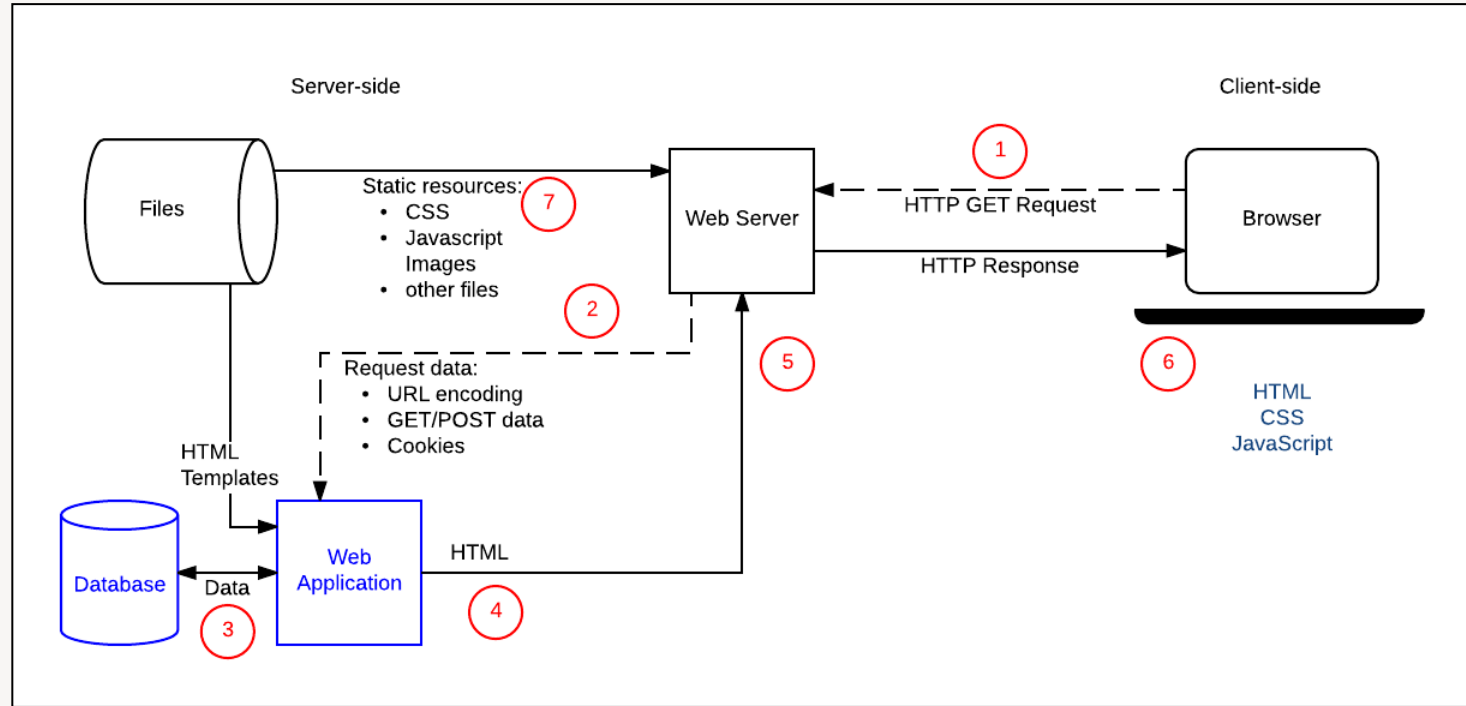 Server-side
Client-side
1
Files
Static resources:
• CSS
• Javascript
Images
• other files
7
Web Server
HTTP GET Request
HTTP Response
Browser
2
Request data:
• URL encoding
• GET/POST data
• Cookies
5
6
HTML
CSS
JavaScript
HTML
Templates
Database
Data
3
Web
Application
HTML
4